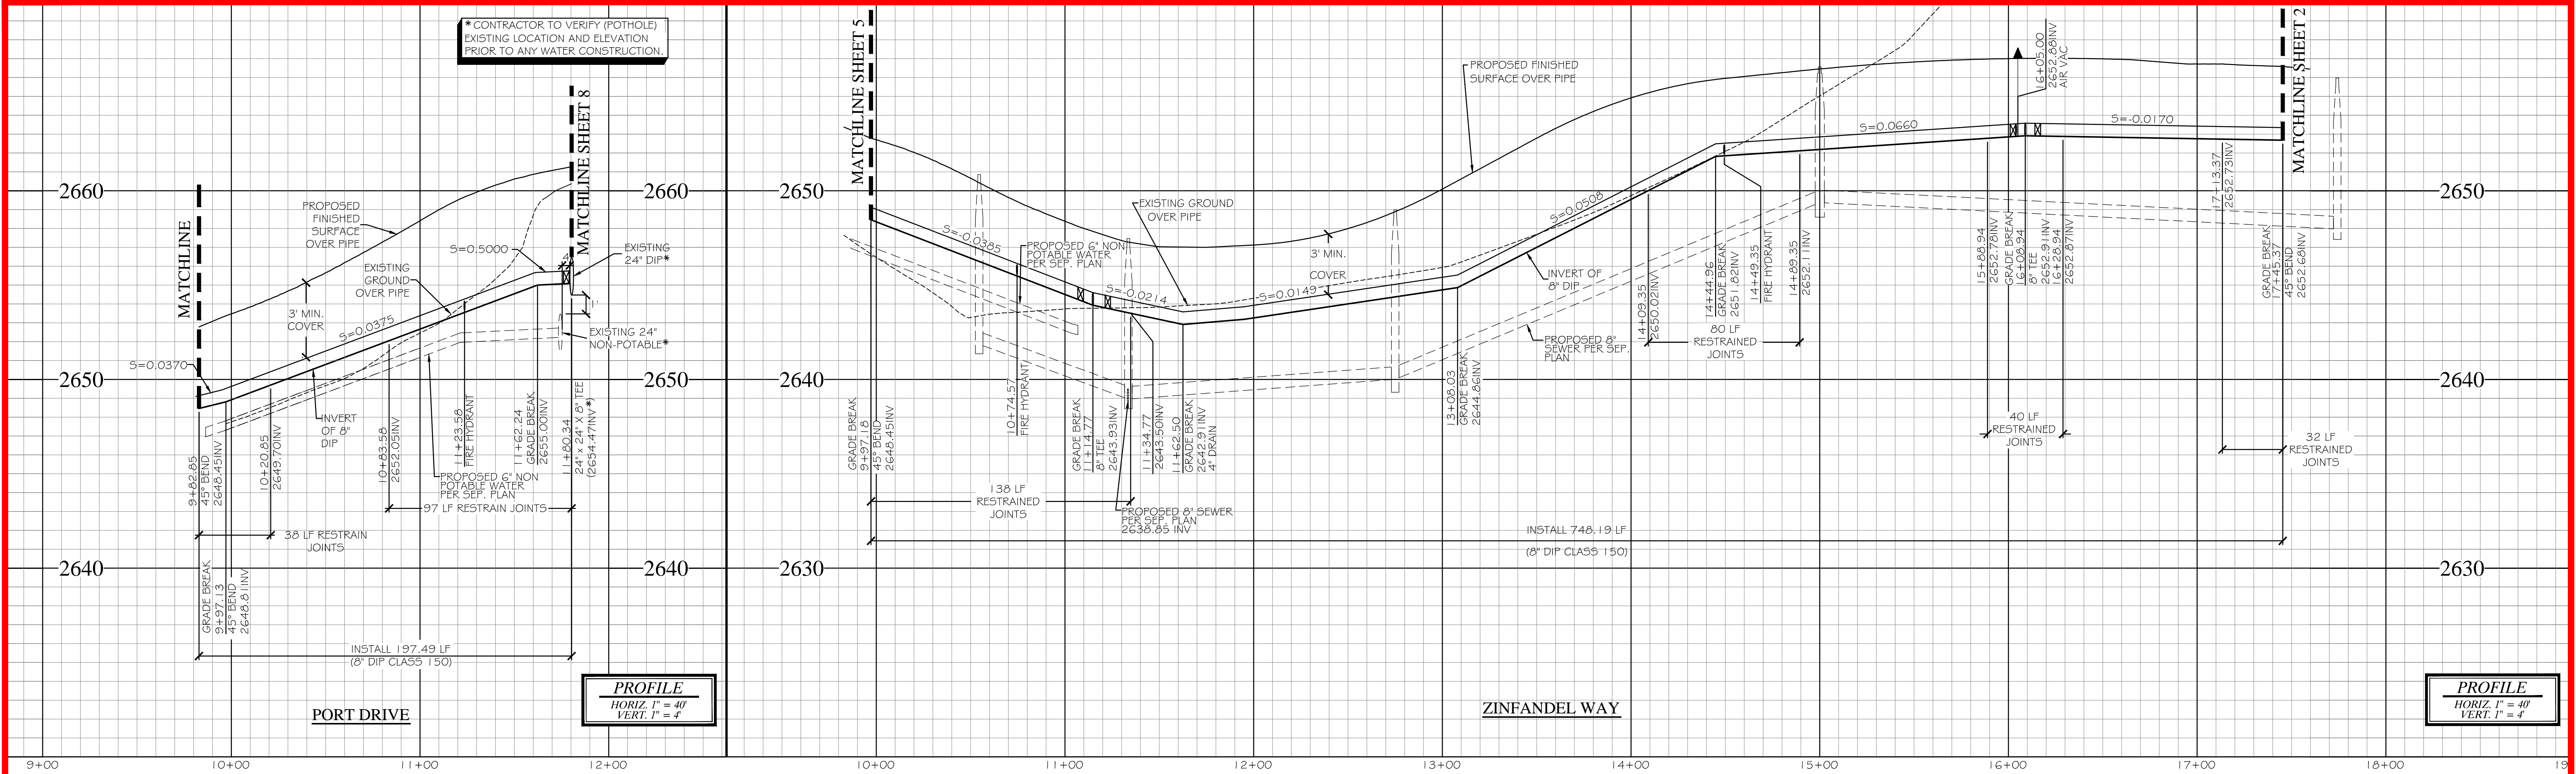 * CONTRACTOR TO VERIFY (POTHOLE)
EXISTING LOCATION AND ELEVATION
PRIOR TO ANY WATER CONSTRUCTION.
MATCHLINE
MATCHLINE SHEET 8
2660
2660
2650
2650
2640
2640
PROPOSED
FINISHED
SURFACE
OVER PIPE
EXISTING
GROUND
OVER PIPE
S=0.5000
4'
EXISTING
24" DIP*
1'
EXISTING 24"
NON-POTABLE*
3' MIN.
COVER
S=0.0375
S=0.0370
INVERT
OF 8"
DIP
9+82.85
45° BEND
2648.45INV
GRADE BREAK
9+97.13
45° BEND
2648.81INV
10+20.85
2649.70INV
10+83.58
2652.05INV
11+23.58
FIRE HYDRANT
GRADE BREAK
11+62.24
2655.00INV
11+80.34
24" X 24" X 8" TEE
(2654.47INV*)
PROPOSED 6" NON
POTABLE WATER
PER SEP. PLAN
97 LF RESTRAIN JOINTS
38 LF RESTRAIN
JOINTS
INSTALL 197.49 LF
(8" DIP CLASS 150)
PORT DRIVE
PROFILE
HORIZ. 1" = 40'
VERT. 1" = 4'
9+00
10+00
11+00
12+00
MATCHLINE SHEET 5
MATCHLINE SHEET 2
2650
2650
2640
2640
2630
2630
PROPOSED FINISHED
SURFACE OVER PIPE
EXISTING GROUND
OVER PIPE
S=-0.0385
PROPOSED 6" NON
POTABLE WATER
PER SEP. PLAN
S=-0.0214
S=0.0149
3' MIN.
COVER
S=0.0508
INVERT OF
8" DIP
PROPOSED 8"
SEWER PER SEP.
PLAN
S=0.0660
S=-0.0170
16+05.00
2652.88INV
AIR VAC
GRADE BREAK
9+97.18
45° BEND
2648.45INV
10+74.57
FIRE HYDRANT
GRADE BREAK
11+14.77
8" TEE
2643.93INV
11+34.77
2643.50INV
11+62.50
GRADE BREAK
2642.91INV
4" DRAIN
13+08.03
GRADE BREAK
2644.86INV
14+09.35
2650.02INV
14+44.96
GRADE BREAK
2651.82INV
14+49.35
FIRE HYDRANT
14+89.35
2652.11INV
80 LF
RESTRAINED
JOINTS
15+88.94
2652.78INV
GRADE BREAK
16+08.94
8" TEE
2652.91INV
16+28.94
2652.87INV
40 LF
RESTRAINED
JOINTS
17+13.37
2652.73INV
GRADE BREAK
17+45.37
45° BEND
2652.68INV
32 LF
RESTRAINED
JOINTS
138 LF
RESTRAINED
JOINTS
PROPOSED 8" SEWER
PER SEP. PLAN
2638.85 INV
INSTALL 748.19 LF
(8" DIP CLASS 150)
ZINFANDEL WAY
PROFILE
HORIZ. 1" = 40'
VERT. 1" = 4'
10+00
11+00
12+00
13+00
14+00
15+00
16+00
17+00
18+00